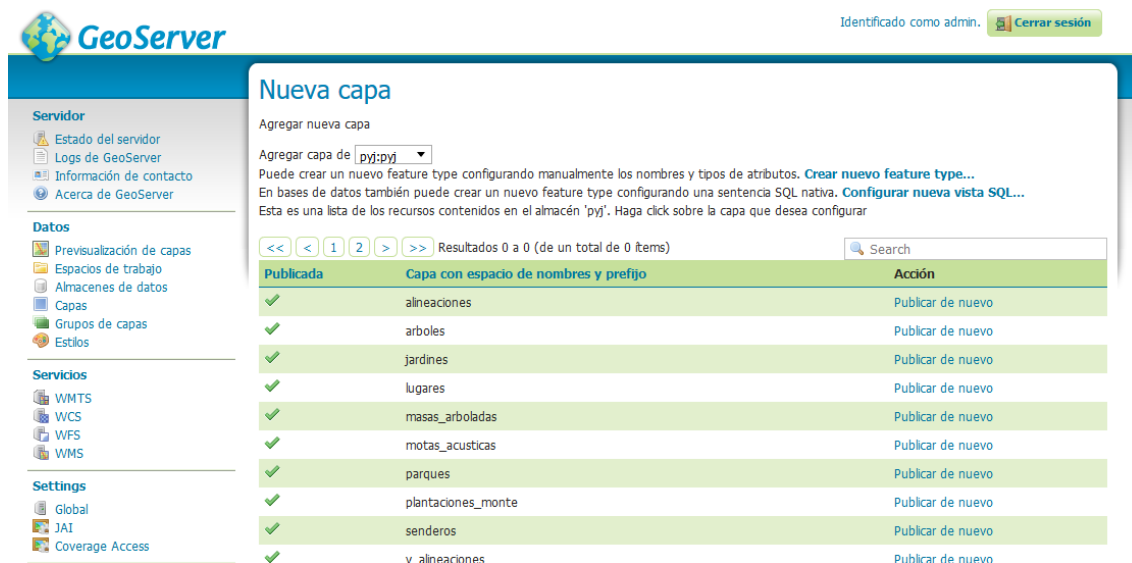 GeoServer
Identificado como admin.
Cerrar sesión
Servidor
Estado del servidor
Logs de GeoServer
Información de contacto
Acerca de GeoServer
Datos
Previsualización de capas
Espacios de trabajo
Almacenes de datos
Capas
Grupos de capas
Estilos
Servicios
WMTS
WCS
WFS
WMS
Settings
Global
JAI
Coverage Access
Nueva capa
Agregar nueva capa
Agregar capa de pyj:pyj
Puede crear un nuevo feature type configurando manualmente los nombres y tipos de atributos. Crear nuevo feature type...
En bases de datos también puede crear un nuevo feature type configurando una sentencia SQL nativa. Configurar nueva vista SQL...
Esta es una lista de los recursos contenidos en el almacén 'pyj'. Haga click sobre la capa que desea configurar
<< < 1 2 > >> Resultados 0 a 0 (de un total de 0 ítems) Search
Publicada Capa con espacio de nombres y prefijo Acción
alineaciones Publicar de nuevo
arboles Publicar de nuevo
jardines Publicar de nuevo
lugares Publicar de nuevo
masas_arboladas Publicar de nuevo
motas_acusticas Publicar de nuevo
parques Publicar de nuevo
plantaciones_monte Publicar de nuevo
senderos Publicar de nuevo
v_alineaciones Publicar de nuevo